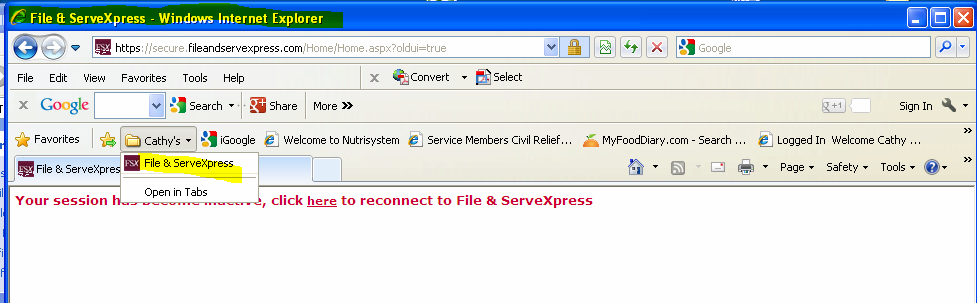 File & ServeXpress - Windows Internet Explorer
https://secure.fileandservexpress.com/Home/Home.aspx?oldui=true
Google
File Edit View Favorites Tools Help x Convert Select
x Google Search Share More » +1 Sign In
Favorites Cathy's iGoogle Welcome to Nutrisystem Service Members Civil Relief... MyFoodDiary.com - Search ... Logged In Welcome Cathy ... »
FSX File & ServeXpress
FSX File & ServeXpress
Page Safety Tools »
Open in Tabs
Your session has become inactive, click here to reconnect to File & ServeXpress